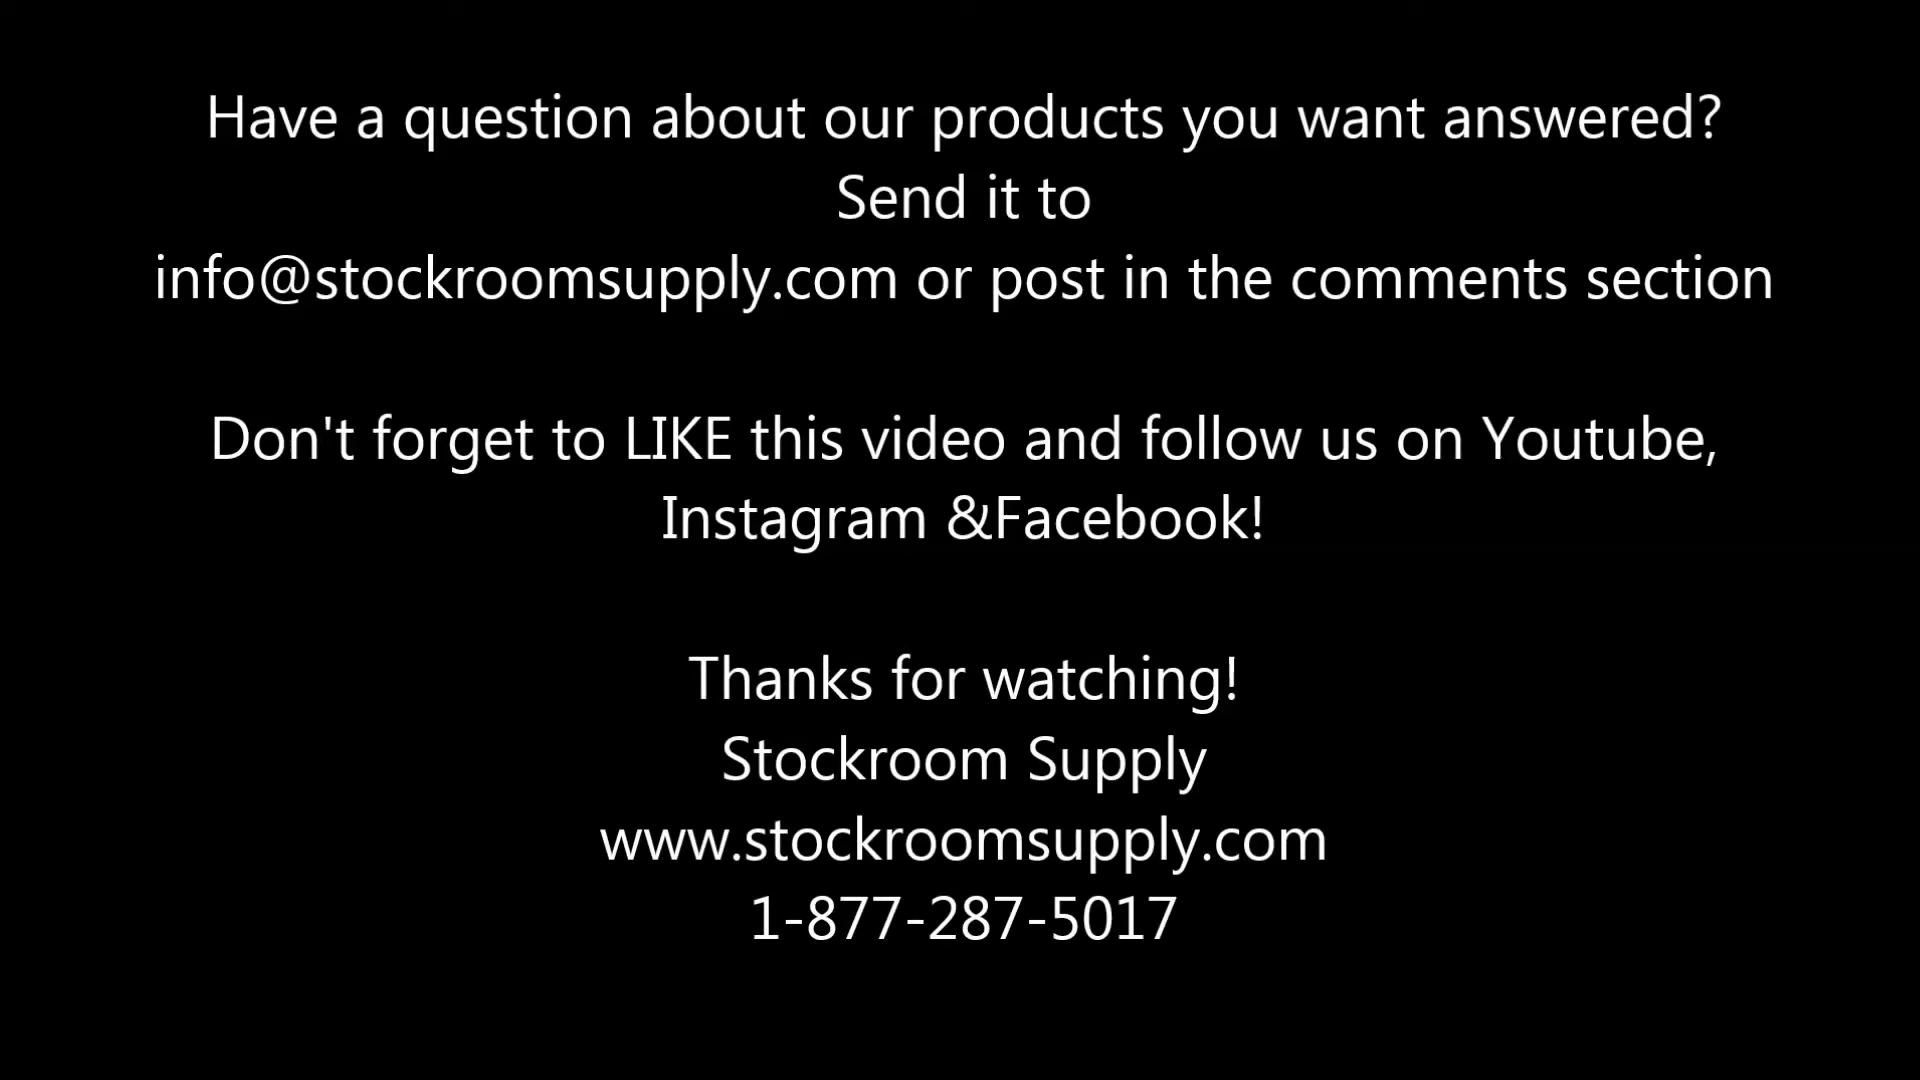 Have a question about our products you want answered?
Send it to
info@stockroomsupply.com or post in the comments section
Don't forget to LIKE this video and follow us on Youtube,
Instagram &Facebook!
Thanks for watching!
Stockroom Supply
www.stockroomsupply.com
1-877-287-5017